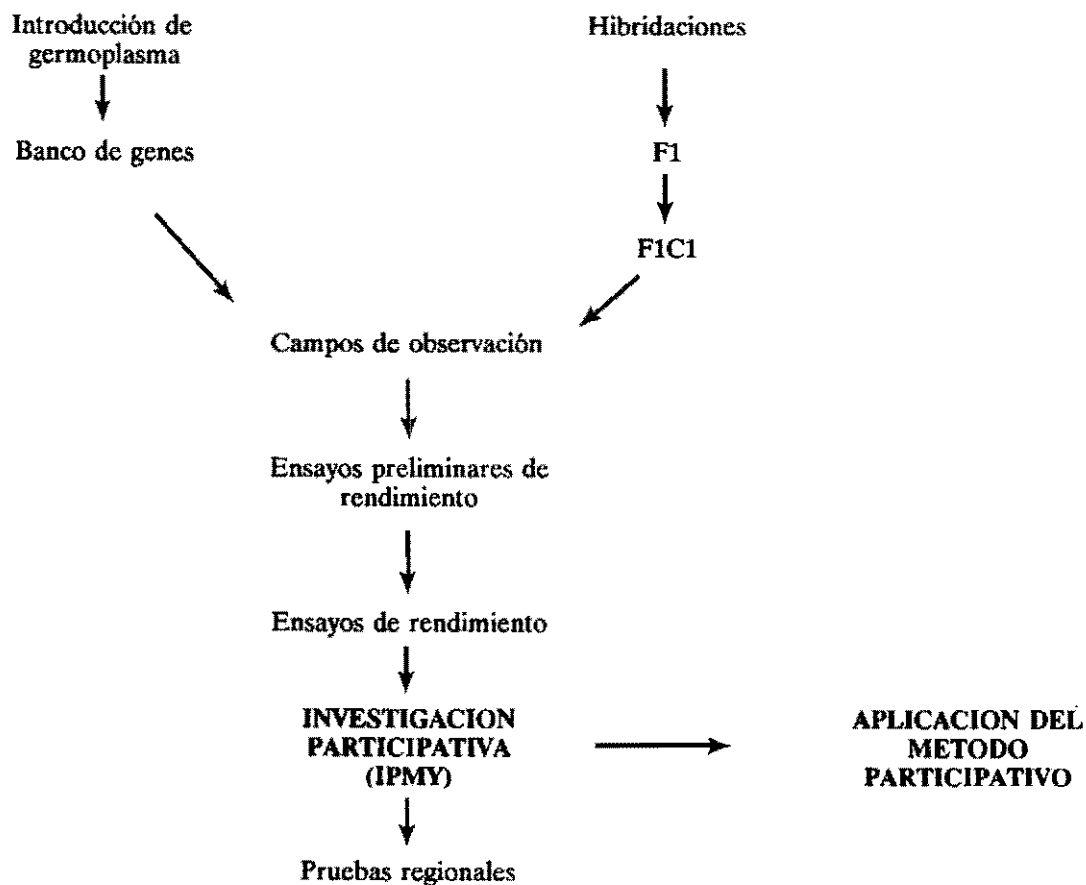 Introducción de
germoplasma
Hibridaciones
Banco de genes
F1
F1C1
Campos de observación
Ensayos preliminares de
rendimiento
Ensayos de rendimiento
INVESTIGACION
PARTICIPATIVA
(IPMY)
APLICACION DEL
METODO
PARTICIPATIVO
Pruebas regionales